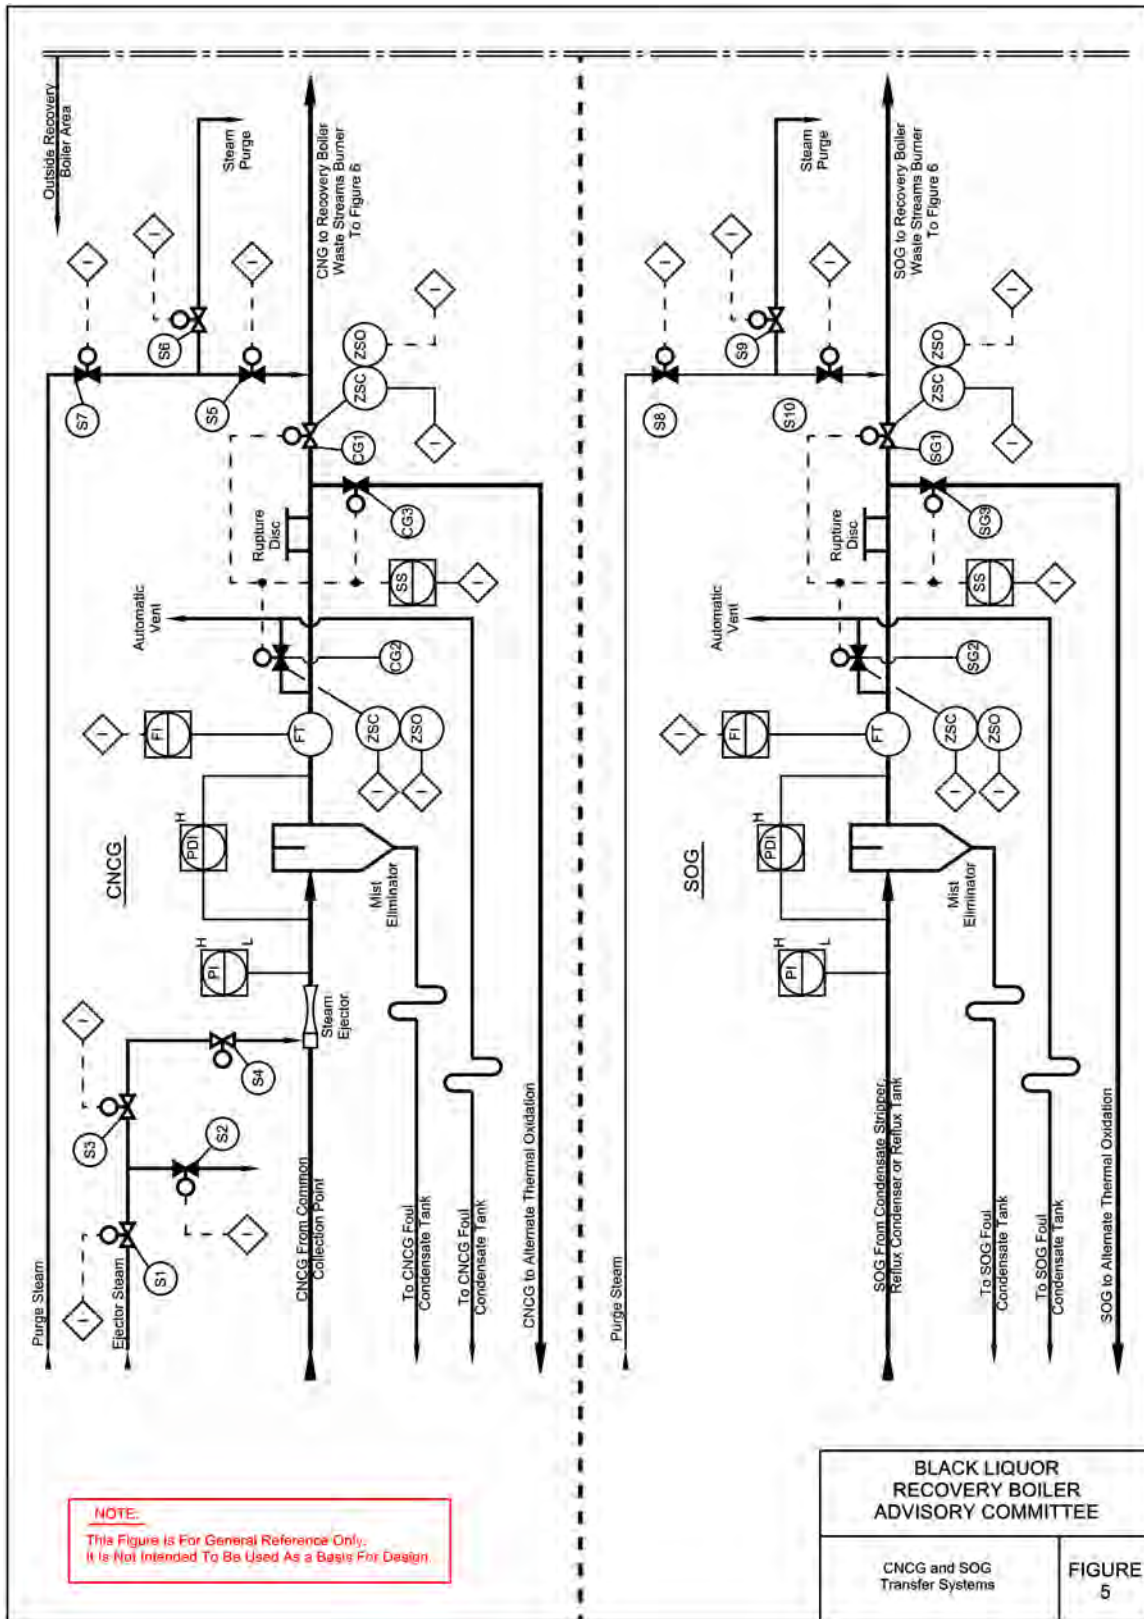 Outside Recovery
Boiler Area
Steam
Purge
CNG to Recovery Boiler
Waste Streams Burner
To Figure 6
I
I
I
S7
S6
S5
ZSO
ZSC
I
I
CG1
CG3
Rupture
Disc
SS
I
Automatic
Vent
CG2
I
FI
FT
ZSC
ZSO
I
I
H
PDI
CNCG
Mist
Eliminator
H
L
PI
Steam
Ejector
I
S4
S3
S2
I
S1
I
Purge Steam
Ejector Steam
CNCG From Common
Collection Point
To CNCG Foul
Condensate Tank
To CNCG Foul
Condensate Tank
CNCG to Alternate Thermal Oxidation
Steam
Purge
SOG to Recovery Boiler
Waste Streams Burner
To Figure 6
I
I
I
S8
S9
S10
ZSO
ZSC
I
I
SG1
SG3
Rupture
Disc
SS
I
Automatic
Vent
SG2
I
FI
FT
ZSC
ZSO
I
I
H
PDI
SOG
Mist
Eliminator
H
L
PI
Purge Steam
SOG From Condensate Stripper,
Reflux Condenser or Reflux Tank
To SOG Foul
Condensate Tank
To SOG Foul
Condensate Tank
SOG to Alternate Thermal Oxidation
NOTE:
This Figure is For General Reference Only.
It Is Not Intended To Be Used As a Basis For Design
BLACK LIQUOR
RECOVERY BOILER
ADVISORY COMMITTEE
CNCG and SOG
Transfer Systems
FIGURE
5